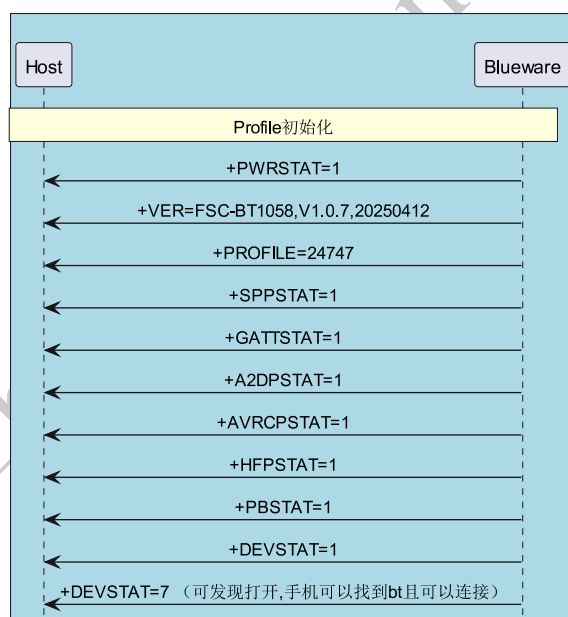 Host
Blueware
Profile初始化
+PWRSTAT=1
+VER=FSC-BT1058,V1.0.7,20250412
+PROFILE=24747
+SPPSTAT=1
+GATTSTAT=1
+A2DPSTAT=1
+AVRCPSTAT=1
+HFPSTAT=1
+PBSTAT=1
+DEVSTAT=1
+DEVSTAT=7 （可发现打开,手机可以找到bt且可以连接）